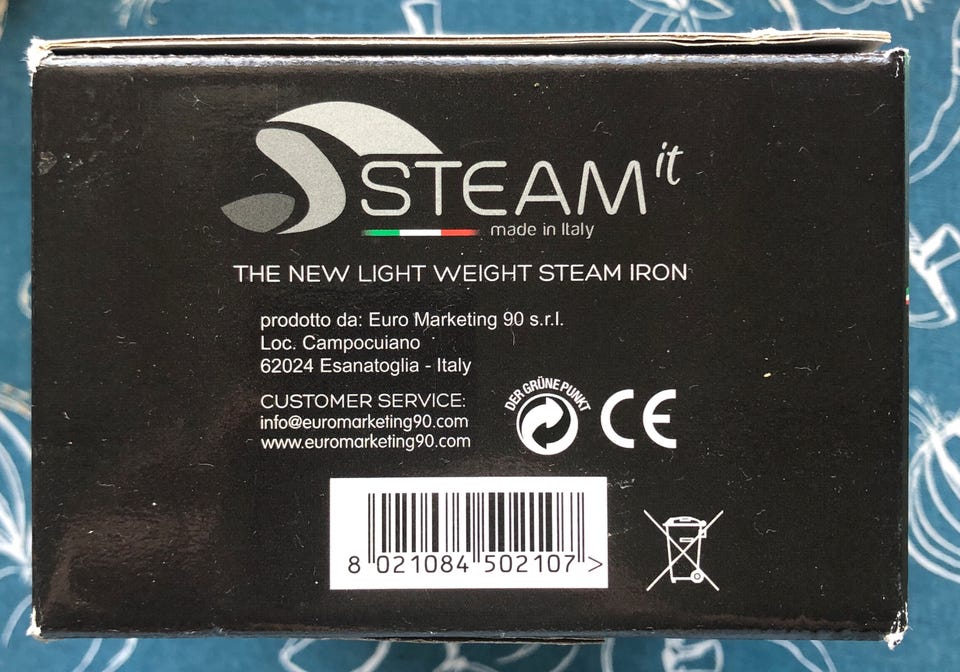 STEAM it
made in Italy
THE NEW LIGHT WEIGHT STEAM IRON
prodotto da: Euro Marketing 90 s.r.l.
Loc. Campocuiano
62024 Esanatoglia - Italy
CUSTOMER SERVICE:
info@euromarketing90.com
www.euromarketing90.com
DER GRÜNE PUNKT
CE
8 021084 502107 >